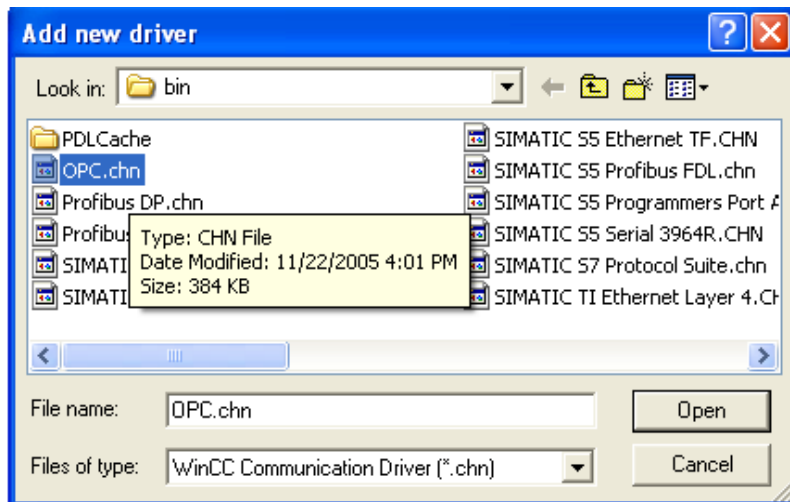 Add new driver
Look in: bin
PDLCache
OPC.chn
Profibus DP.chn
Profibus
SIMATI
SIMATI
Type: CHN File
Date Modified: 11/22/2005 4:01 PM
Size: 384 KB
SIMATIC S5 Ethernet TF.CHN
SIMATIC S5 Profibus FDL.chn
SIMATIC S5 Programmers Port A
SIMATIC S5 Serial 3964R.CHN
SIMATIC S7 Protocol Suite.chn
SIMATIC TI Ethernet Layer 4.CH
File name: OPC.chn Open
Files of type: WinCC Communication Driver (*.chn) Cancel